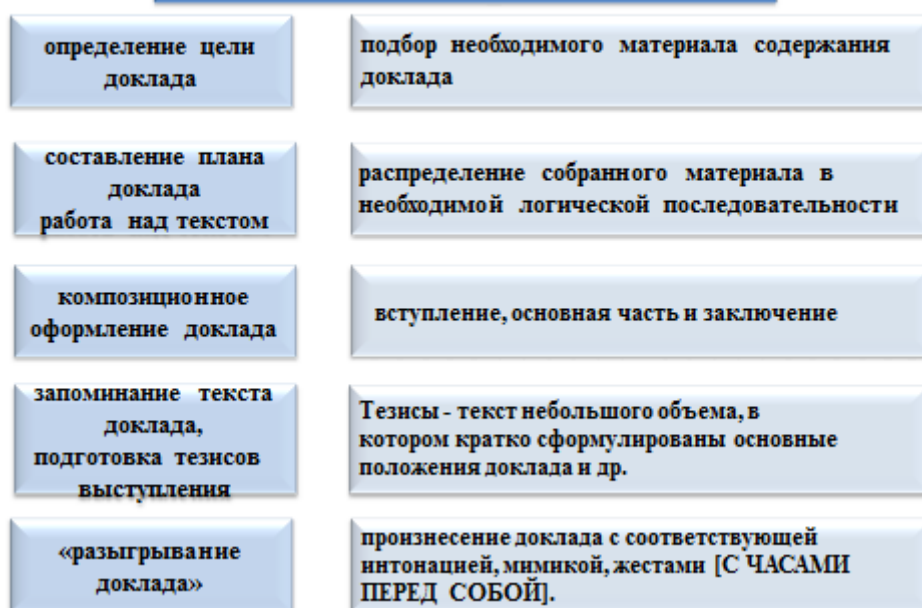 определение цели
доклада
подбор необходимого материала содержания
доклада
составление плана
доклада
работа над текстом
распределение собранного материала в
необходимой логической последовательности
композиционное
оформление доклада
вступление, основная часть и заключение
запоминание текста
доклада,
подготовка тезисов
выступления
Тезисы - текст небольшого объема, в
котором кратко сформулированы основные
положения доклада и др.
«разыгрывание
доклада»
произнесение доклада с соответствующей
интонацией, мимикой, жестами [С ЧАСАМИ
ПЕРЕД СОБОЙ].